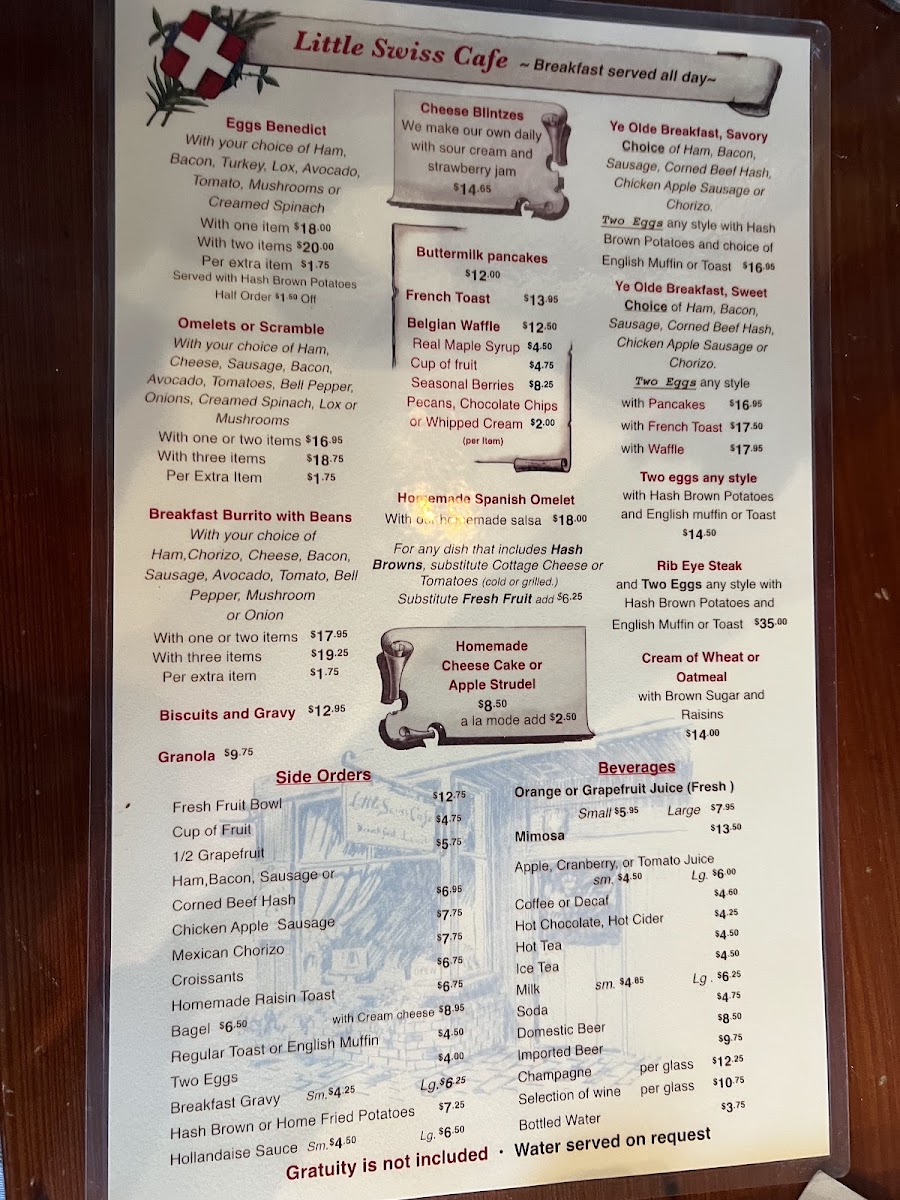 Little Swiss Cafe ~ Breakfast served all day~
Eggs Benedict
With your choice of Ham,
Bacon, Turkey, Lox, Avocado,
Tomato, Mushrooms or
Creamed Spinach
With one item $18.00
With two items $20.00
Per extra item $1.75
Served with Hash Brown Potatoes
Half Order $1.50 Off
Omelets or Scramble
With your choice of Ham,
Cheese, Sausage, Bacon,
Avocado, Tomatoes, Bell Pepper,
Onions, Creamed Spinach, Lox or
Mushrooms
With one or two items $16.95
With three items $18.75
Per Extra Item $1.75
Breakfast Burrito with Beans
With your choice of
Ham,Chorizo, Cheese, Bacon,
Sausage, Avocado, Tomato, Bell
Pepper, Mushroom
or Onion
With one or two items $17.95
With three items $19.25
Per extra item $1.75
Biscuits and Gravy $12.95
Granola $9.75
Cheese Blintzes
We make our own daily
with sour cream and
strawberry jam
$14.65
Buttermilk pancakes
$12.00
French Toast $13.95
Belgian Waffle $12.50
Real Maple Syrup $4.50
Cup of fruit $4.75
Seasonal Berries $8.25
Pecans, Chocolate Chips
or Whipped Cream $2.00
(per item)
Homemade Spanish Omelet
With our homemade salsa $18.00
For any dish that includes Hash
Browns, substitute Cottage Cheese or
Tomatoes (cold or grilled.)
Substitute Fresh Fruit add $6.25
Homemade
Cheese Cake or
Apple Strudel
$8.50
a la mode add $2.50
Ye Olde Breakfast, Savory
Choice of Ham, Bacon,
Sausage, Corned Beef Hash,
Chicken Apple Sausage or
Chorizo.
Two Eggs any style with Hash
Brown Potatoes and choice of
English Muffin or Toast $16.95
Ye Olde Breakfast, Sweet
Choice of Ham, Bacon,
Sausage, Corned Beef Hash,
Chicken Apple Sausage or
Chorizo.
Two Eggs any style
with Pancakes $16.95
with French Toast $17.50
with Waffle $17.95
Two eggs any style
with Hash Brown Potatoes
and English muffin or Toast
$14.50
Rib Eye Steak
and Two Eggs any style with
Hash Brown Potatoes and
English Muffin or Toast $35.00
Cream of Wheat or
Oatmeal
with Brown Sugar and
Raisins
$14.00
Side Orders
Fresh Fruit Bowl $12.75
Cup of Fruit $4.75
1/2 Grapefruit $5.75
Ham,Bacon, Sausage or
Corned Beef Hash $6.95
Chicken Apple Sausage $7.75
Mexican Chorizo $7.75
Croissants $6.75
Homemade Raisin Toast $6.75
Bagel $6.50 with Cream cheese $8.95
Regular Toast or English Muffin $4.50
Two Eggs $4.00
Breakfast Gravy Sm.$4.25 Lg.$6.25
Hash Brown or Home Fried Potatoes $7.25
Hollandaise Sauce Sm.$4.50 Lg. $6.50
Beverages
Orange or Grapefruit Juice (Fresh )
Small $5.95 Large $7.95
Mimosa $13.50
Apple, Cranberry, or Tomato Juice
sm. $4.50 Lg. $6.00
Coffee or Decaf $4.60
Hot Chocolate, Hot Cider $4.25
Hot Tea $4.50
Ice Tea $4.50
Milk sm. $4.85 Lg . $6.25
Soda $4.75
Domestic Beer $8.50
Imported Beer $9.75
Champagne per glass $12.25
Selection of wine per glass $10.75
Bottled Water $3.75
Gratuity is not included · Water served on request
Little Swiss Cafe
Breakfast